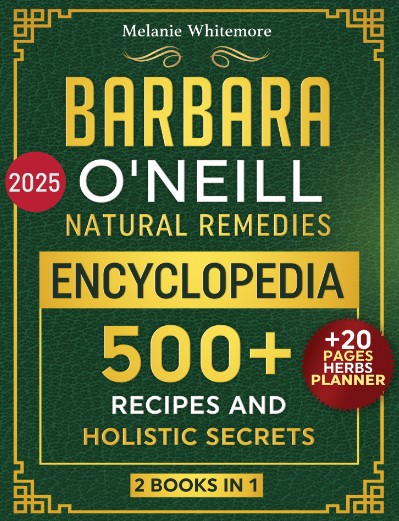 Melanie Whitemore
BARBARA
2025
O'NEILL
NATURAL REMEDIES
ENCYCLOPEDIA
500+
+20
PAGES
HERBS
PLANNER
RECIPES AND
HOLISTIC SECRETS
2 BOOKS IN 1